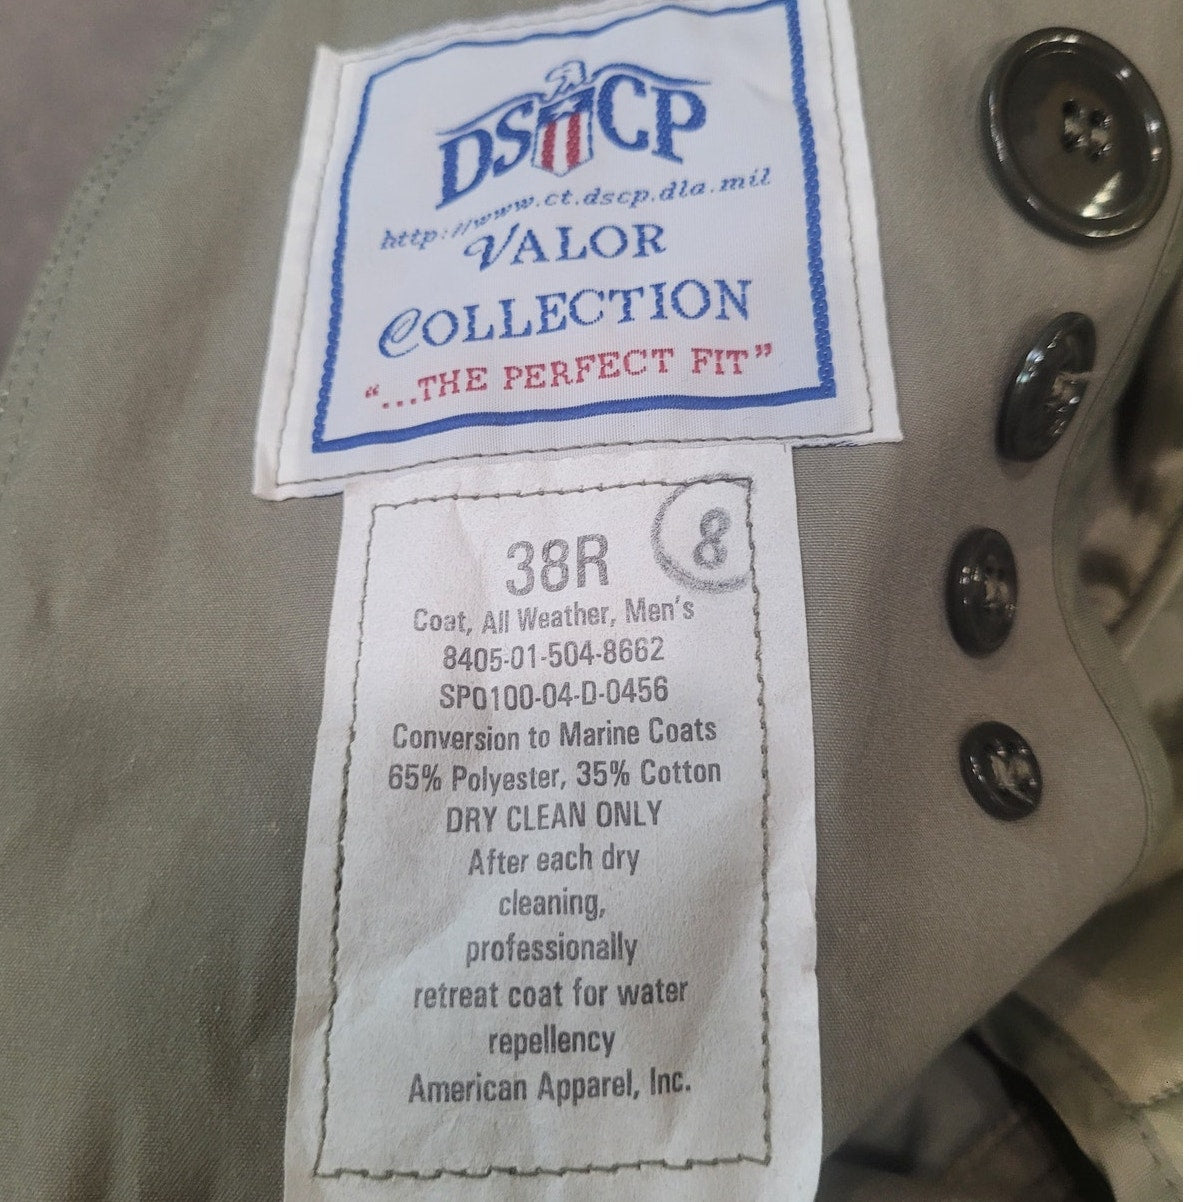 DSCP
http://www.ct.dscp.dla.mil
VALOR
COLLECTION
"...THE PERFECT FIT"
38R 8
Coat, All Weather, Men's
8405-01-504-8662
SP0100-04-D-0456
Conversion to Marine Coats
65% Polyester, 35% Cotton
DRY CLEAN ONLY
After each dry
cleaning,
professionally
retreat coat for water
repellency
American Apparel, Inc.